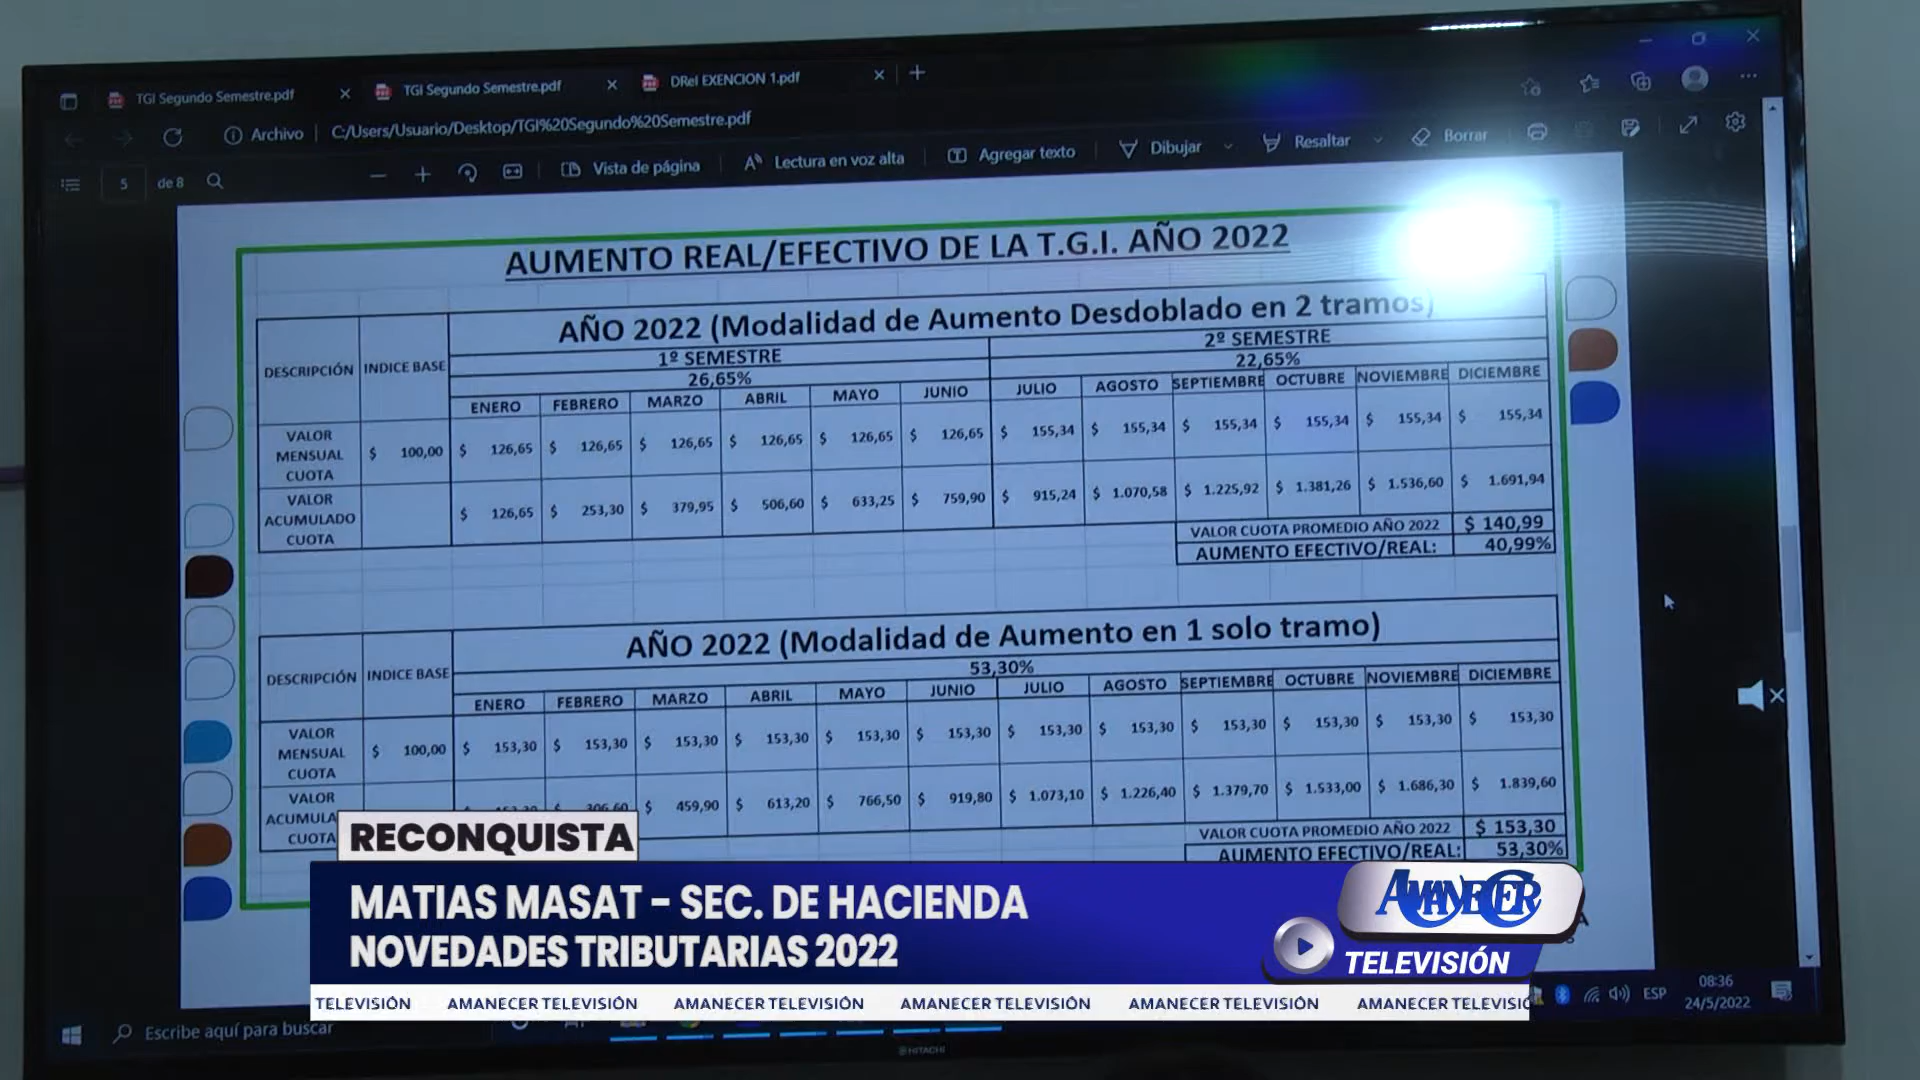 TGI Segundo Semestre.pdf
TGI Segundo Semestre.pdf
DReI EXENCION 1.pdf
Archivo
C:/Users/Usuario/Desktop/TGI%20Segundo%20Semestre.pdf
5 de 8
Vista de página
Lectura en voz alta
Agregar texto
Dibujar
Resaltar
Borrar
AUMENTO REAL/EFECTIVO DE LA T.G.I. AÑO 2022
DESCRIPCIÓN INDICE BASE
AÑO 2022 (Modalidad de Aumento Desdoblado en 2 tramos)
1º SEMESTRE 2º SEMESTRE
26,65% 22,65%
ENERO FEBRERO MARZO ABRIL MAYO JUNIO JULIO AGOSTO SEPTIEMBRE OCTUBRE NOVIEMBRE DICIEMBRE
VALOR
MENSUAL
CUOTA
$ 100,00 $ 126,65 $ 126,65 $ 126,65 $ 126,65 $ 126,65 $ 126,65 $ 155,34 $ 155,34 $ 155,34 $ 155,34 $ 155,34 $ 155,34
VALOR
ACUMULADO
CUOTA
$ 126,65 $ 253,30 $ 379,95 $ 506,60 $ 633,25 $ 759,90 $ 915,24 $ 1.070,58 $ 1.225,92 $ 1.381,26 $ 1.536,60 $ 1.691,94
VALOR CUOTA PROMEDIO AÑO 2022 $ 140,99
AUMENTO EFECTIVO/REAL: 40,99%
DESCRIPCIÓN INDICE BASE
AÑO 2022 (Modalidad de Aumento en 1 solo tramo)
53,30%
ENERO FEBRERO MARZO ABRIL MAYO JUNIO JULIO AGOSTO SEPTIEMBRE OCTUBRE NOVIEMBRE DICIEMBRE
VALOR
MENSUAL
CUOTA
$ 100,00 $ 153,30 $ 153,30 $ 153,30 $ 153,30 $ 153,30 $ 153,30 $ 153,30 $ 153,30 $ 153,30 $ 153,30 $ 153,30 $ 153,30
VALOR
ACUMULA
CUOTA
$ 459,90 $ 613,20 $ 766,50 $ 919,80 $ 1.073,10 $ 1.226,40 $ 1.379,70 $ 1.533,00 $ 1.686,30 $ 1.839,60
VALOR CUOTA PROMEDIO AÑO 2022 $ 153,30
AUMENTO EFECTIVO/REAL: 53,30%
RECONQUISTA
MATIAS MASAT - SEC. DE HACIENDA
NOVEDADES TRIBUTARIAS 2022
AMANECER
TELEVISIÓN
TELEVISIÓN AMANECER TELEVISIÓN AMANECER TELEVISIÓN AMANECER TELEVISIÓN AMANECER TELEVISIÓN AMANECER TELEVISIÓ
Escribe aquí para buscar
ESP
08:36
24/5/2022
HITACHI